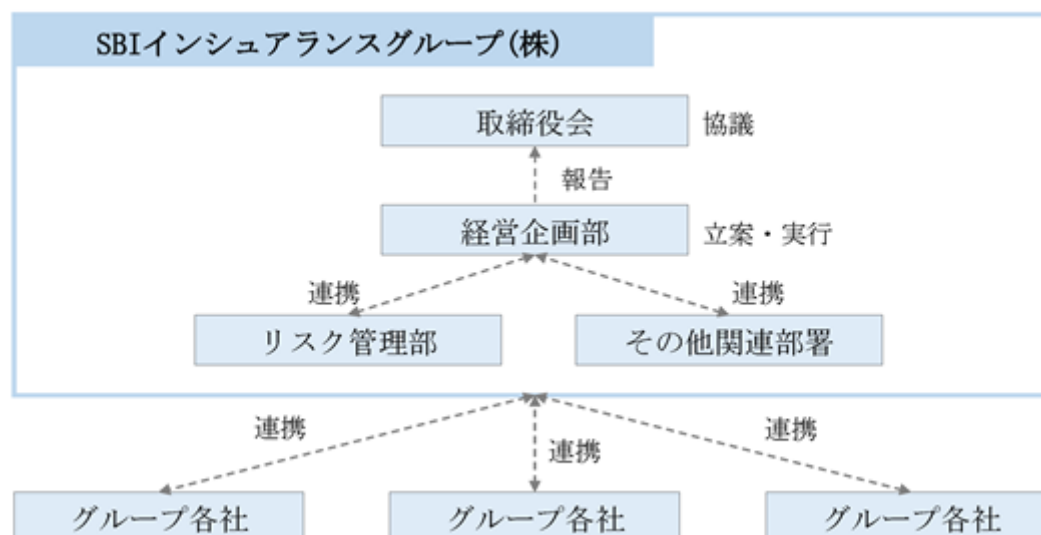 SBIインシュアランスグループ(株)
取締役会
協議
報告
経営企画部
立案・実行
連携
連携
リスク管理部
その他関連部署
連携
連携
連携
グループ各社
グループ各社
グループ各社